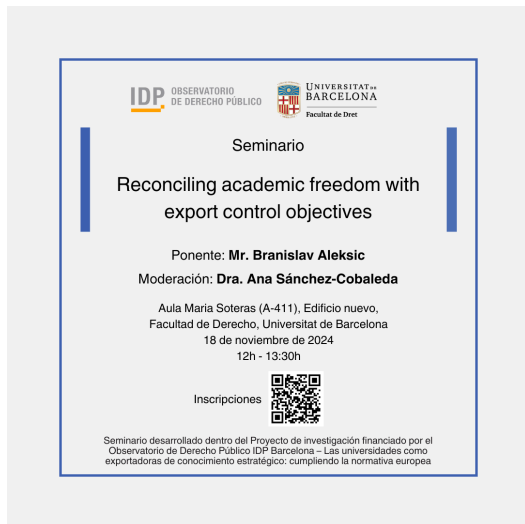 IDP OBSERVATORIO
DE DERECHO PÚBLICO
UNIVERSITAT DE
BARCELONA
Facultat de Dret
Seminario
Reconciling academic freedom with
export control objectives
Ponente: Mr. Branislav Aleksic
Moderación: Dra. Ana Sánchez-Cobaleda
Aula Maria Soteras (A-411), Edificio nuevo,
Facultad de Derecho, Universitat de Barcelona
18 de noviembre de 2024
12h - 13:30h
Inscripciones
Seminario desarrollado dentro del Proyecto de investigación financiado por el
Observatorio de Derecho Público IDP Barcelona – Las universidades como
exportadoras de conocimiento estratégico: cumpliendo la normativa europea